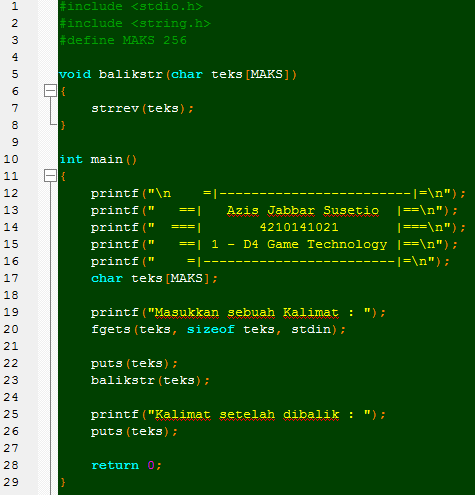 1 #include <stdio.h>
2 #include <string.h>
3 #define MAKS 256
4
5 void balikstr(char teks[MAKS])
6 {
7     strrev(teks);
8 }
9
10 int main()
11 {
12     printf("\n    =|------------------------|=\n");
13     printf("   ==|   Azis Jabbar Susetio  |==\n");
14     printf("  ===|       4210141021       |===\n");
15     printf("   ==| 1 - D4 Game Technology |==\n");
16     printf("    =|------------------------|=\n");
17     char teks[MAKS];
18
19     printf("Masukkan sebuah Kalimat : ");
20     fgets(teks, sizeof teks, stdin);
21
22     puts(teks);
23     balikstr(teks);
24
25     printf("Kalimat setelah dibalik : ");
26     puts(teks);
27
28     return 0;
29 }